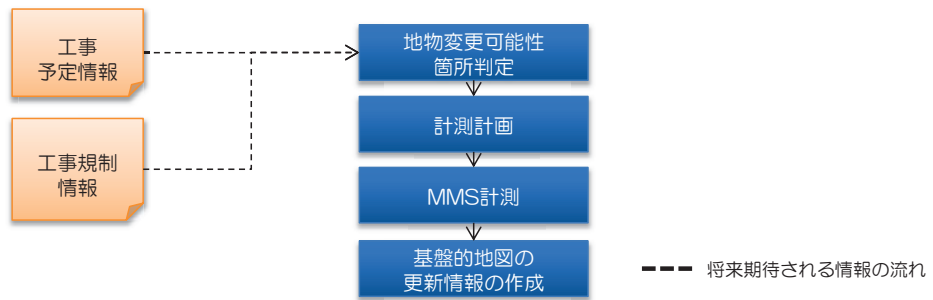 工事
予定情報
工事規制
情報
地物変更可能性
箇所判定
計測計画
MMS計測
基盤的地図の
更新情報の作成
将来期待される情報の流れ